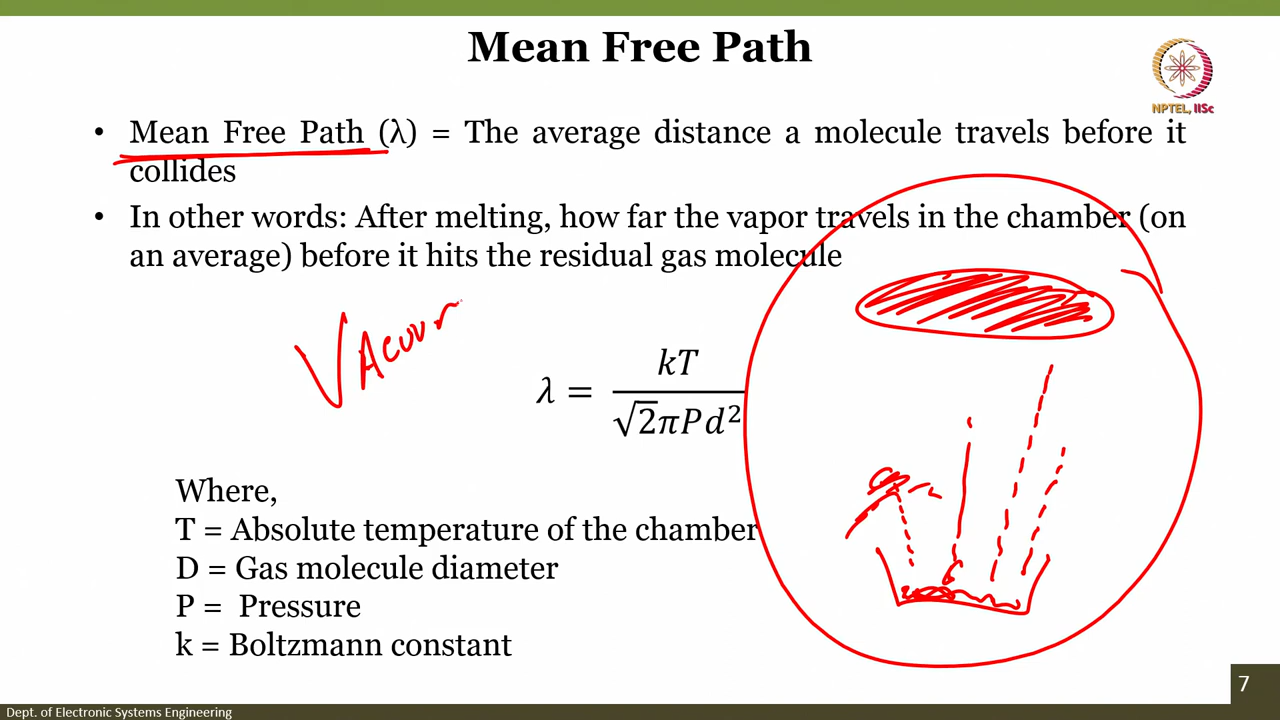 Mean Free Path
NPTEL, IISc
• Mean Free Path (λ) = The average distance a molecule travels before it
collides
• In other words: After melting, how far the vapor travels in the chamber (on
an average) before it hits the residual gas molecule
λ = kT / √2πPd²
Where,
T = Absolute temperature of the chamber
D = Gas molecule diameter
P = Pressure
k = Boltzmann constant
7
Dept. of Electronic Systems Engineering